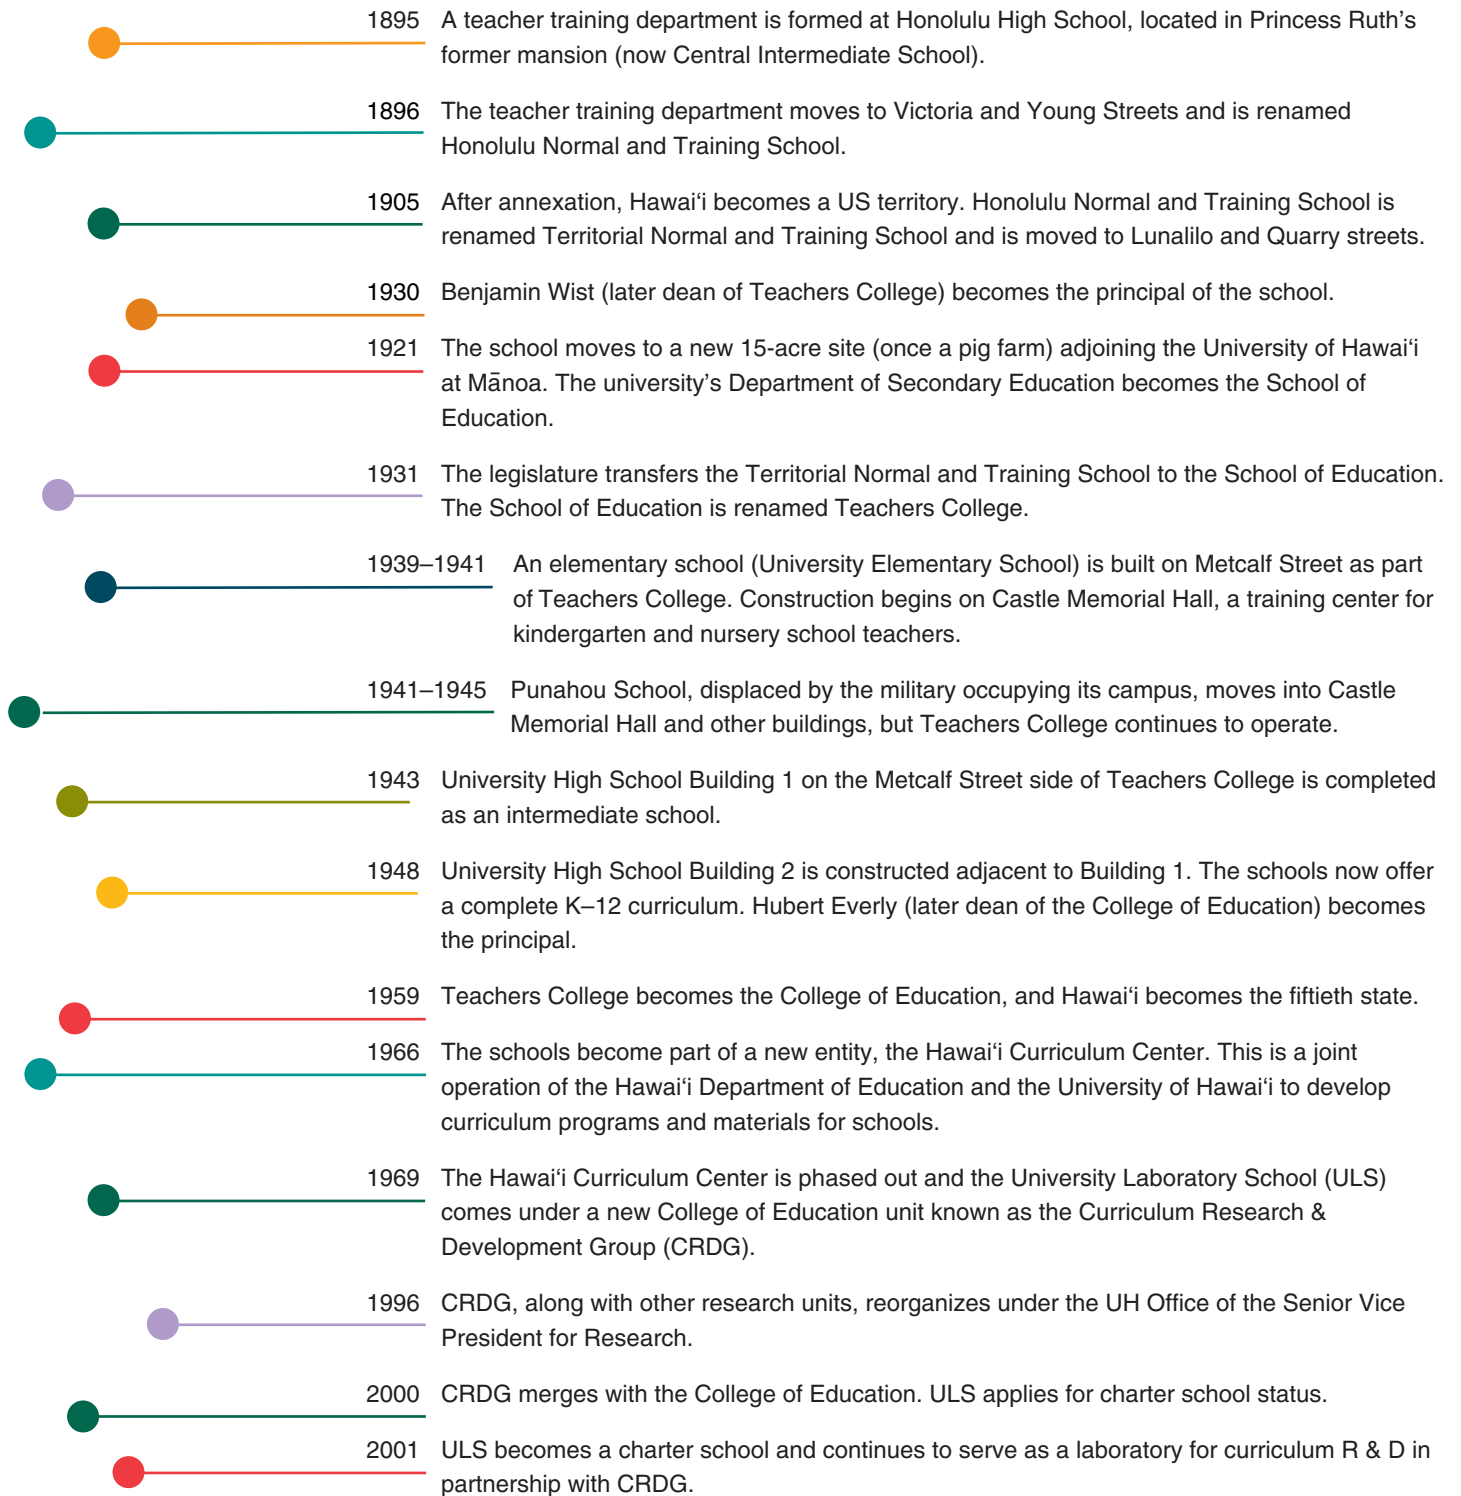 1895 A teacher training department is formed at Honolulu High School, located in Princess Ruth’s
former mansion (now Central Intermediate School).
1896 The teacher training department moves to Victoria and Young Streets and is renamed
Honolulu Normal and Training School.
1905 After annexation, Hawai‘i becomes a US territory. Honolulu Normal and Training School is
renamed Territorial Normal and Training School and is moved to Lunalilo and Quarry streets.
1930 Benjamin Wist (later dean of Teachers College) becomes the principal of the school.
1921 The school moves to a new 15-acre site (once a pig farm) adjoining the University of Hawai‘i
at Mānoa. The university’s Department of Secondary Education becomes the School of
Education.
1931 The legislature transfers the Territorial Normal and Training School to the School of Education.
The School of Education is renamed Teachers College.
1939–1941 An elementary school (University Elementary School) is built on Metcalf Street as part
of Teachers College. Construction begins on Castle Memorial Hall, a training center for
kindergarten and nursery school teachers.
1941–1945 Punahou School, displaced by the military occupying its campus, moves into Castle
Memorial Hall and other buildings, but Teachers College continues to operate.
1943 University High School Building 1 on the Metcalf Street side of Teachers College is completed
as an intermediate school.
1948 University High School Building 2 is constructed adjacent to Building 1. The schools now offer
a complete K–12 curriculum. Hubert Everly (later dean of the College of Education) becomes
the principal.
1959 Teachers College becomes the College of Education, and Hawai‘i becomes the fiftieth state.
1966 The schools become part of a new entity, the Hawai‘i Curriculum Center. This is a joint
operation of the Hawai‘i Department of Education and the University of Hawai‘i to develop
curriculum programs and materials for schools.
1969 The Hawai‘i Curriculum Center is phased out and the University Laboratory School (ULS)
comes under a new College of Education unit known as the Curriculum Research &
Development Group (CRDG).
1996 CRDG, along with other research units, reorganizes under the UH Office of the Senior Vice
President for Research.
2000 CRDG merges with the College of Education. ULS applies for charter school status.
2001 ULS becomes a charter school and continues to serve as a laboratory for curriculum R & D in
partnership with CRDG.